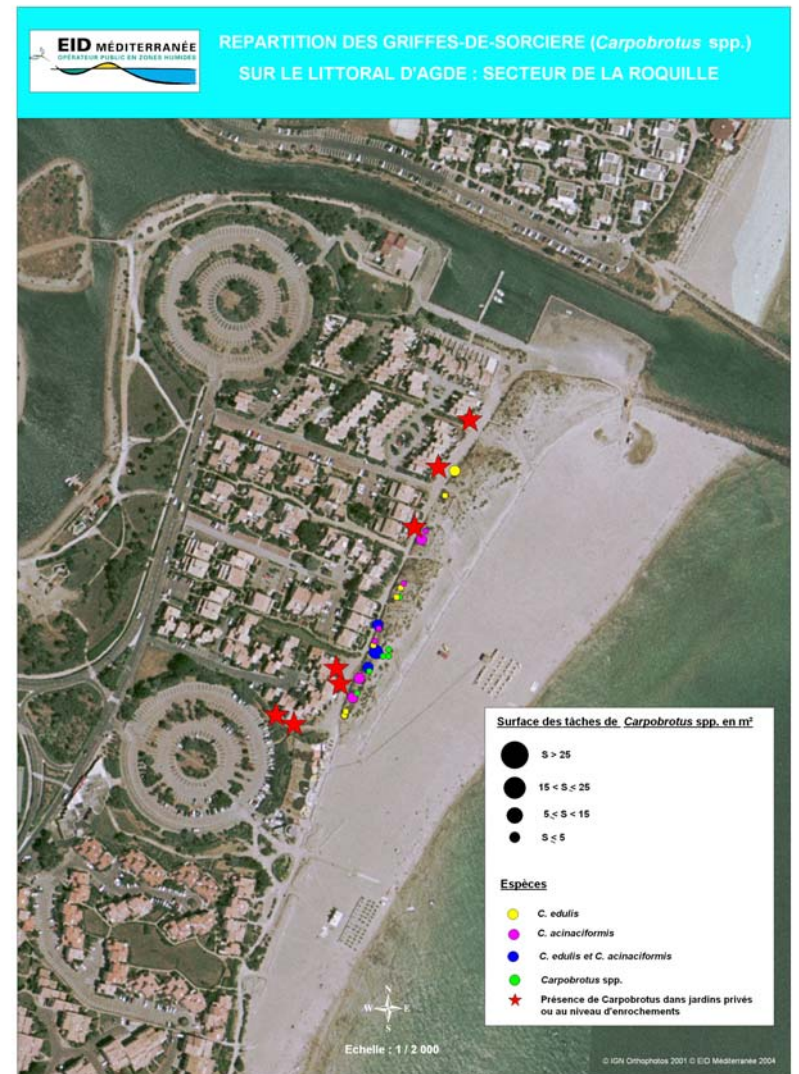 EID MÉDITERRANÉE
OPÉRATEUR PUBLIC EN ZONES HUMIDES
REPARTITION DES GRIFFES-DE-SORCIERE (Carpobrotus spp.)
SUR LE LITTORAL D'AGDE : SECTEUR DE LA ROQUILLE
Surface des tâches de Carpobrotus spp. en m²
S > 25
15 < S ≤ 25
5 ≤ S < 15
S ≤ 5
Espèces
C. edulis
C. acinaciformis
C. edulis et C. acinaciformis
Carpobrotus spp.
Présence de Carpobrotus dans jardins privés
ou au niveau d'enrochements
N
W E
S
Echelle : 1 / 2 000
© IGN Orthophotos 2001 © EID Méditerranée 2004